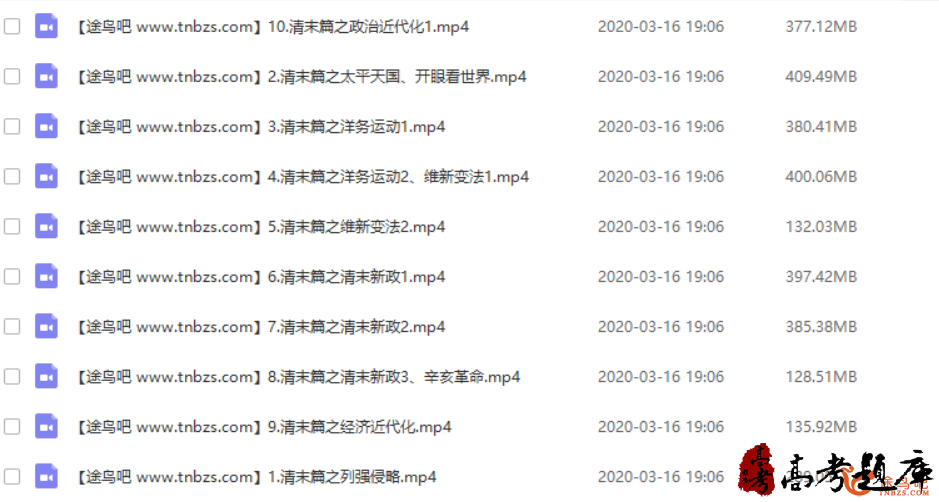 【途鸟吧 www.tnbzs.com】10.清末篇之政治近代化1.mp4 2020-03-16 19:06 377.12MB
【途鸟吧 www.tnbzs.com】2.清末篇之太平天国、开眼看世界.mp4 2020-03-16 19:06 409.49MB
【途鸟吧 www.tnbzs.com】3.清末篇之洋务运动1.mp4 2020-03-16 19:06 380.41MB
【途鸟吧 www.tnbzs.com】4.清末篇之洋务运动2、维新变法1.mp4 2020-03-16 19:06 400.06MB
【途鸟吧 www.tnbzs.com】5.清末篇之维新变法2.mp4 2020-03-16 19:06 132.03MB
【途鸟吧 www.tnbzs.com】6.清末篇之清末新政1.mp4 2020-03-16 19:06 397.42MB
【途鸟吧 www.tnbzs.com】7.清末篇之清末新政2.mp4 2020-03-16 19:06 385.38MB
【途鸟吧 www.tnbzs.com】8.清末篇之清末新政3、辛亥革命.mp4 2020-03-16 19:06 128.51MB
【途鸟吧 www.tnbzs.com】9.清末篇之经济近代化.mp4 2020-03-16 19:06 135.92MB
【途鸟吧 www.tnbzs.com】1.清末篇之列强侵略.mp4 2020-03-16 19:06
高考 高考题库
途鸟吧
TNBZS.COM